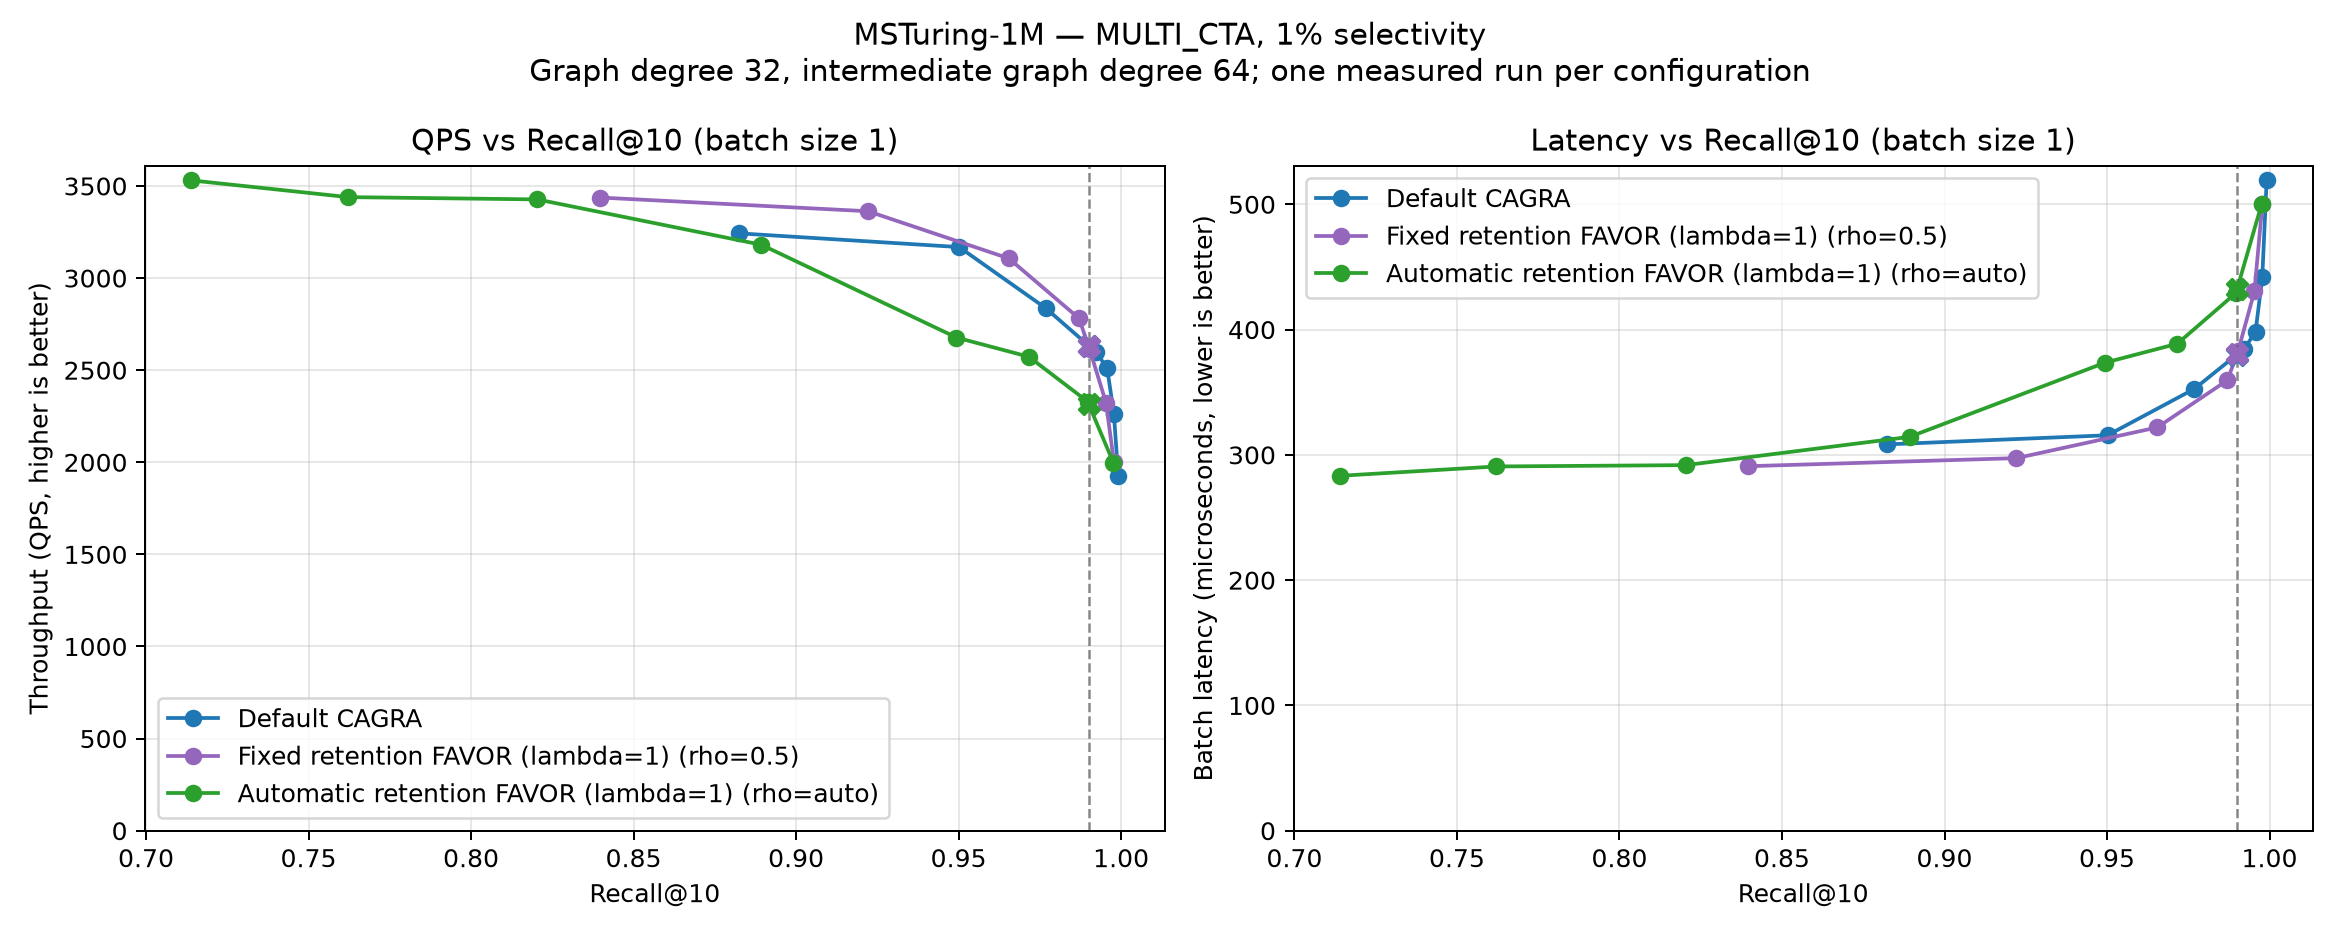 MSTuring-1M — MULTI_CTA, 1% selectivity
Graph degree 32, intermediate graph degree 64; one measured run per configuration
QPS vs Recall@10 (batch size 1)
Throughput (QPS, higher is better)
3500
3000
2500
2000
1500
1000
500
0
Default CAGRA
Fixed retention FAVOR (lambda=1) (rho=0.5)
Automatic retention FAVOR (lambda=1) (rho=auto)
0.70 0.75 0.80 0.85 0.90 0.95 1.00
Recall@10
Latency vs Recall@10 (batch size 1)
Batch latency (microseconds, lower is better)
500
400
300
200
100
0
Default CAGRA
Fixed retention FAVOR (lambda=1) (rho=0.5)
Automatic retention FAVOR (lambda=1) (rho=auto)
0.70 0.75 0.80 0.85 0.90 0.95 1.00
Recall@10